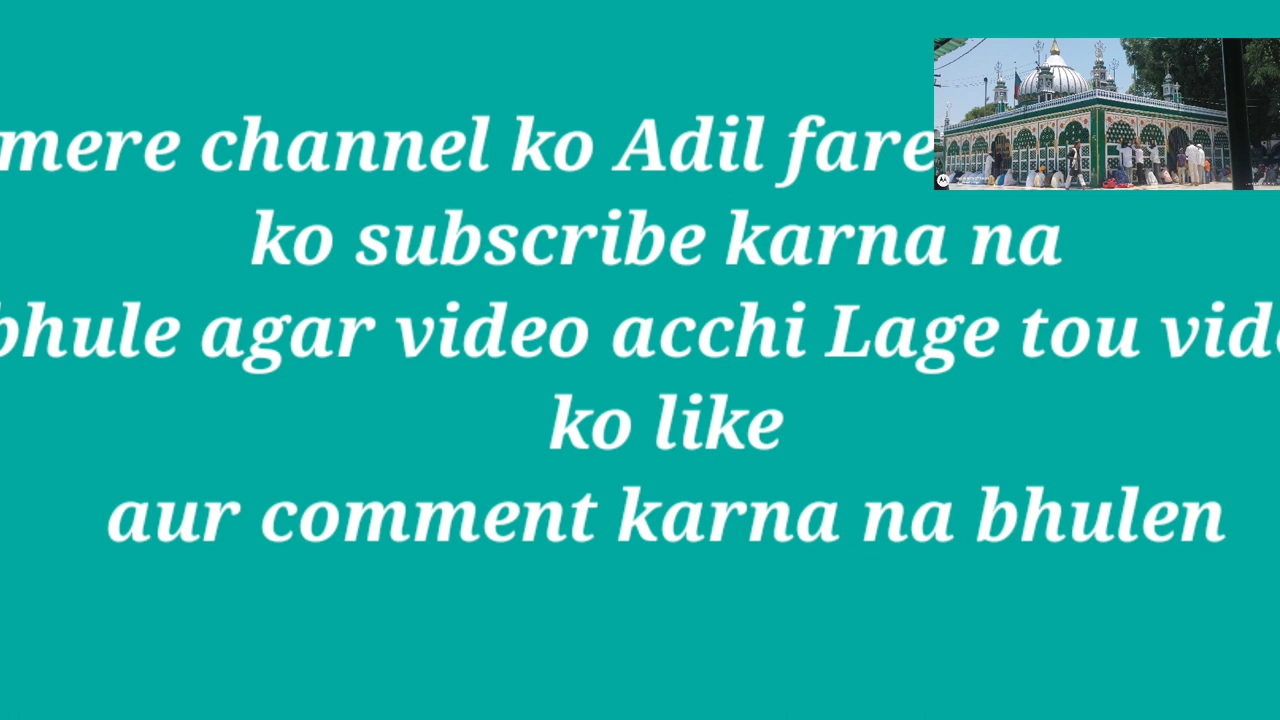 mere channel ko Adil fare
ko subscribe karna na
bhule agar video acchi Lage tou vide
ko like
aur comment karna na bhulen